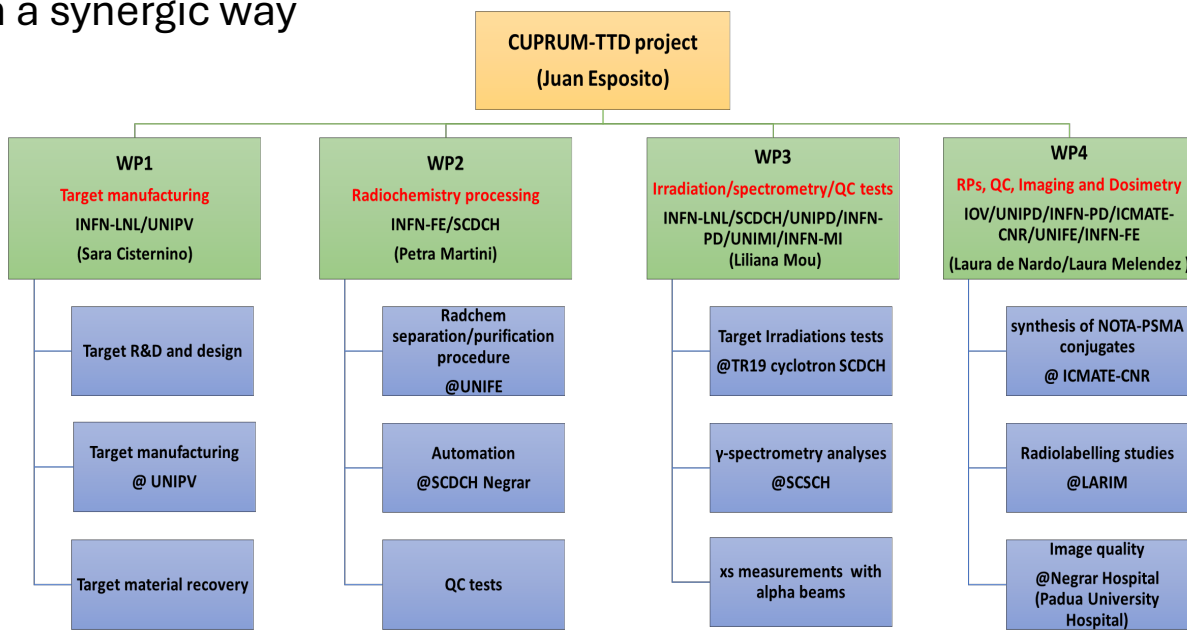 n a synergic way
CUPRUM-TTD project
(Juan Esposito)
WP1
Target manufacturing
INFN-LNL/UNIPV
(Sara Cisternino)
Target R&D and design
Target manufacturing
@ UNIPV
Target material recovery
WP2
Radiochemistry processing
INFN-FE/SCDCH
(Petra Martini)
Radchem
separation/purification
procedure
@UNIFE
Automation
@SCDCH Negrar
QC tests
WP3
Irradiation/spectrometry/QC tests
INFN-LNL/SCDCH/UNIPD/INFN-
PD/UNIMI/INFN-MI
(Liliana Mou)
Target Irradiations tests
@TR19 cyclotron SCDCH
γ-spectrometry analyses
@SCSCH
xs measurements with
alpha beams
WP4
RPs, QC, Imaging and Dosimetry
IOV/UNIPD/INFN-PD/ICMATE-
CNR/UNIFE/INFN-FE
(Laura de Nardo/Laura Melendez )
synthesis of NOTA-PSMA
conjugates
@ ICMATE-CNR
Radiolabelling studies
@LARIM
Image quality
@Negrar Hospital
(Padua University
Hospital)